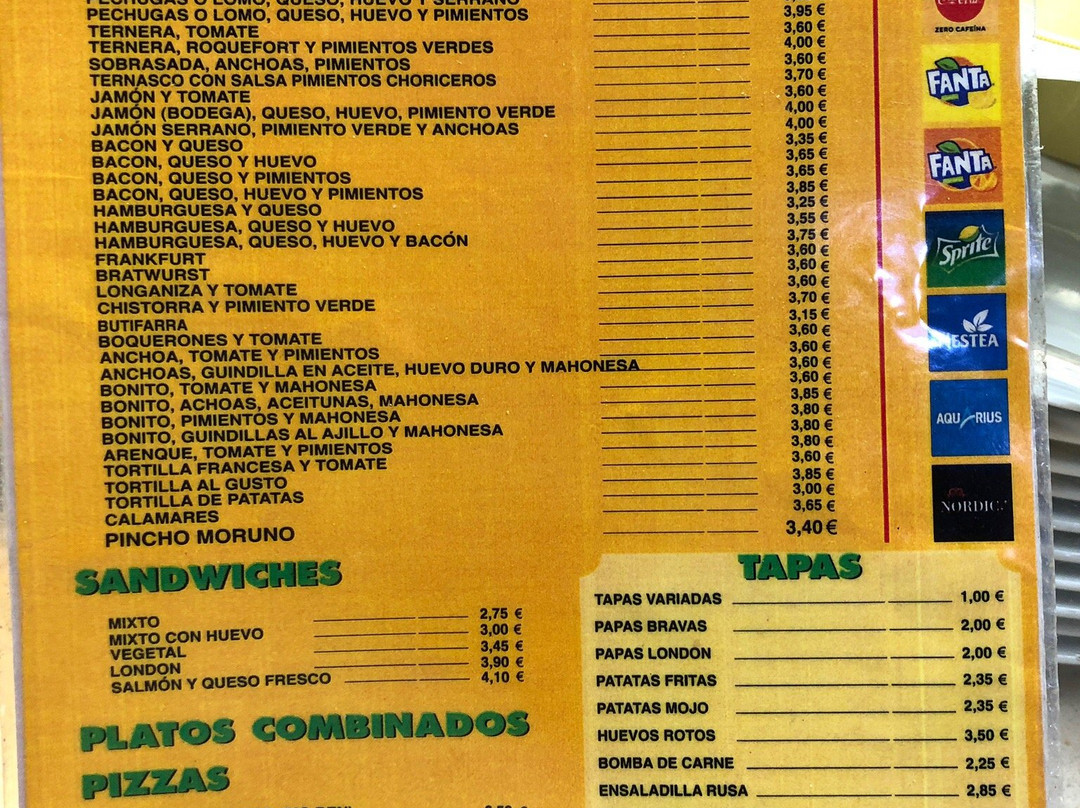 PECHUGAS O LOMO, QUESO, HUEVO Y SERRANO
PECHUGAS O LOMO, QUESO, HUEVO Y PIMIENTOS 3,95 €
TERNERA, TOMATE 3,60 €
TERNERA, ROQUEFORT Y PIMIENTOS VERDES 4,00 €
SOBRASADA, ANCHOAS, PIMIENTOS 3,60 €
TERNASCO CON SALSA PIMIENTOS CHORICEROS 3,70 €
JAMÓN Y TOMATE 3,60 €
JAMÓN (BODEGA), QUESO, HUEVO, PIMIENTO VERDE 4,00 €
JAMÓN SERRANO, PIMIENTO VERDE Y ANCHOAS 4,00 €
BACON Y QUESO 3,35 €
BACON, QUESO Y HUEVO 3,65 €
BACON, QUESO Y PIMIENTOS 3,65 €
BACON, QUESO, HUEVO Y PIMIENTOS 3,85 €
HAMBURGUESA Y QUESO 3,25 €
HAMBURGUESA, QUESO Y HUEVO 3,55 €
HAMBURGUESA, QUESO, HUEVO Y BACÓN 3,75 €
FRANKFURT 3,60 €
BRATWURST 3,60 €
LONGANIZA Y TOMATE 3,60 €
CHISTORRA Y PIMIENTO VERDE 3,70 €
BUTIFARRA 3,15 €
BOQUERONES Y TOMATE 3,60 €
ANCHOA, TOMATE Y PIMIENTOS 3,60 €
ANCHOAS, GUINDILLA EN ACEITE, HUEVO DURO Y MAHONESA 3,60 €
BONITO, TOMATE Y MAHONESA 3,60 €
BONITO, ACHOAS, ACEITUNAS, MAHONESA 3,85 €
BONITO, PIMIENTOS Y MAHONESA 3,80 €
BONITO, GUINDILLAS AL AJILLO Y MAHONESA 3,80 €
ARENQUE, TOMATE Y PIMIENTOS 3,80 €
TORTILLA FRANCESA Y TOMATE 3,60 €
TORTILLA AL GUSTO 3,85 €
TORTILLA DE PATATAS 3,00 €
CALAMARES 3,65 €
PINCHO MORUNO 3,40 €
ZERO CAFEÍNA
FANTA
FANTA
Sprite
NESTEA
AQUARIUS
NORDIC
SANDWICHES
MIXTO 2,75 €
MIXTO CON HUEVO 3,00 €
VEGETAL 3,45 €
LONDON 3,90 €
SALMÓN Y QUESO FRESCO 4,10 €
PLATOS COMBINADOS
PIZZAS
TAPAS
TAPAS VARIADAS 1,00 €
PAPAS BRAVAS 2,00 €
PAPAS LONDON 2,00 €
PATATAS FRITAS 2,35 €
PATATAS MOJO 2,35 €
HUEVOS ROTOS 3,50 €
BOMBA DE CARNE 2,25 €
ENSALADILLA RUSA 2,85 €